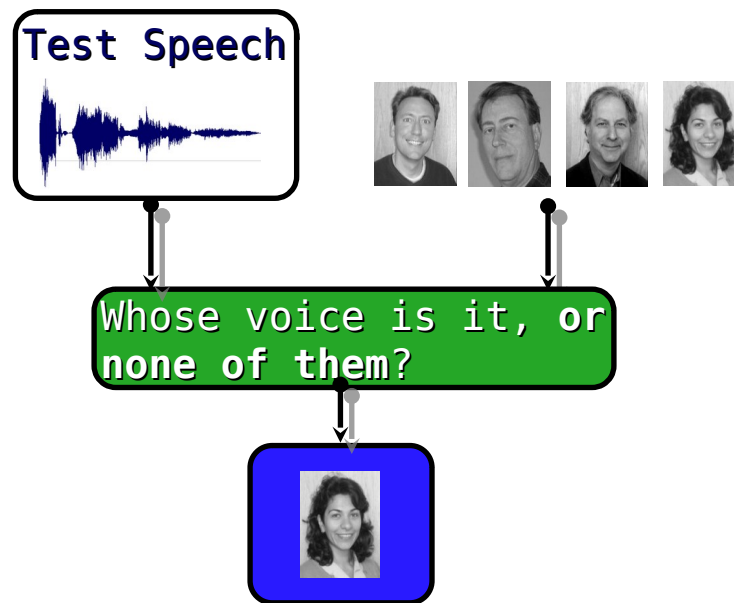 Test Speech
Whose voice is it, or
none of them?